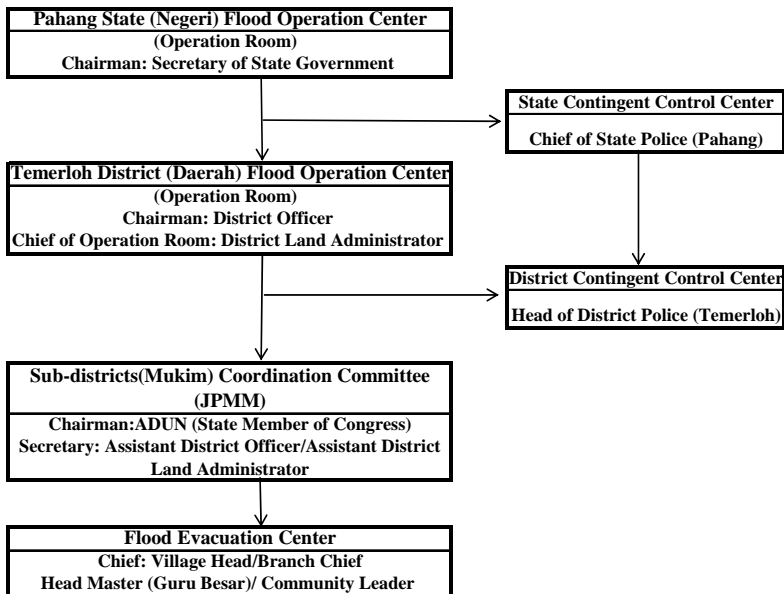 Pahang State (Negeri) Flood Operation Center
(Operation Room)
Chairman: Secretary of State Government
State Contingent Control Center
Chief of State Police (Pahang)
Temerloh District (Daerah) Flood Operation Center
(Operation Room)
Chairman: District Officer
Chief of Operation Room: District Land Administrator
District Contingent Control Center
Head of District Police (Temerloh)
Sub-districts(Mukim) Coordination Committee
(JPMM)
Chairman:ADUN (State Member of Congress)
Secretary: Assistant District Officer/Assistant District
Land Administrator
Flood Evacuation Center
Chief: Village Head/Branch Chief
Head Master (Guru Besar)/ Community Leader